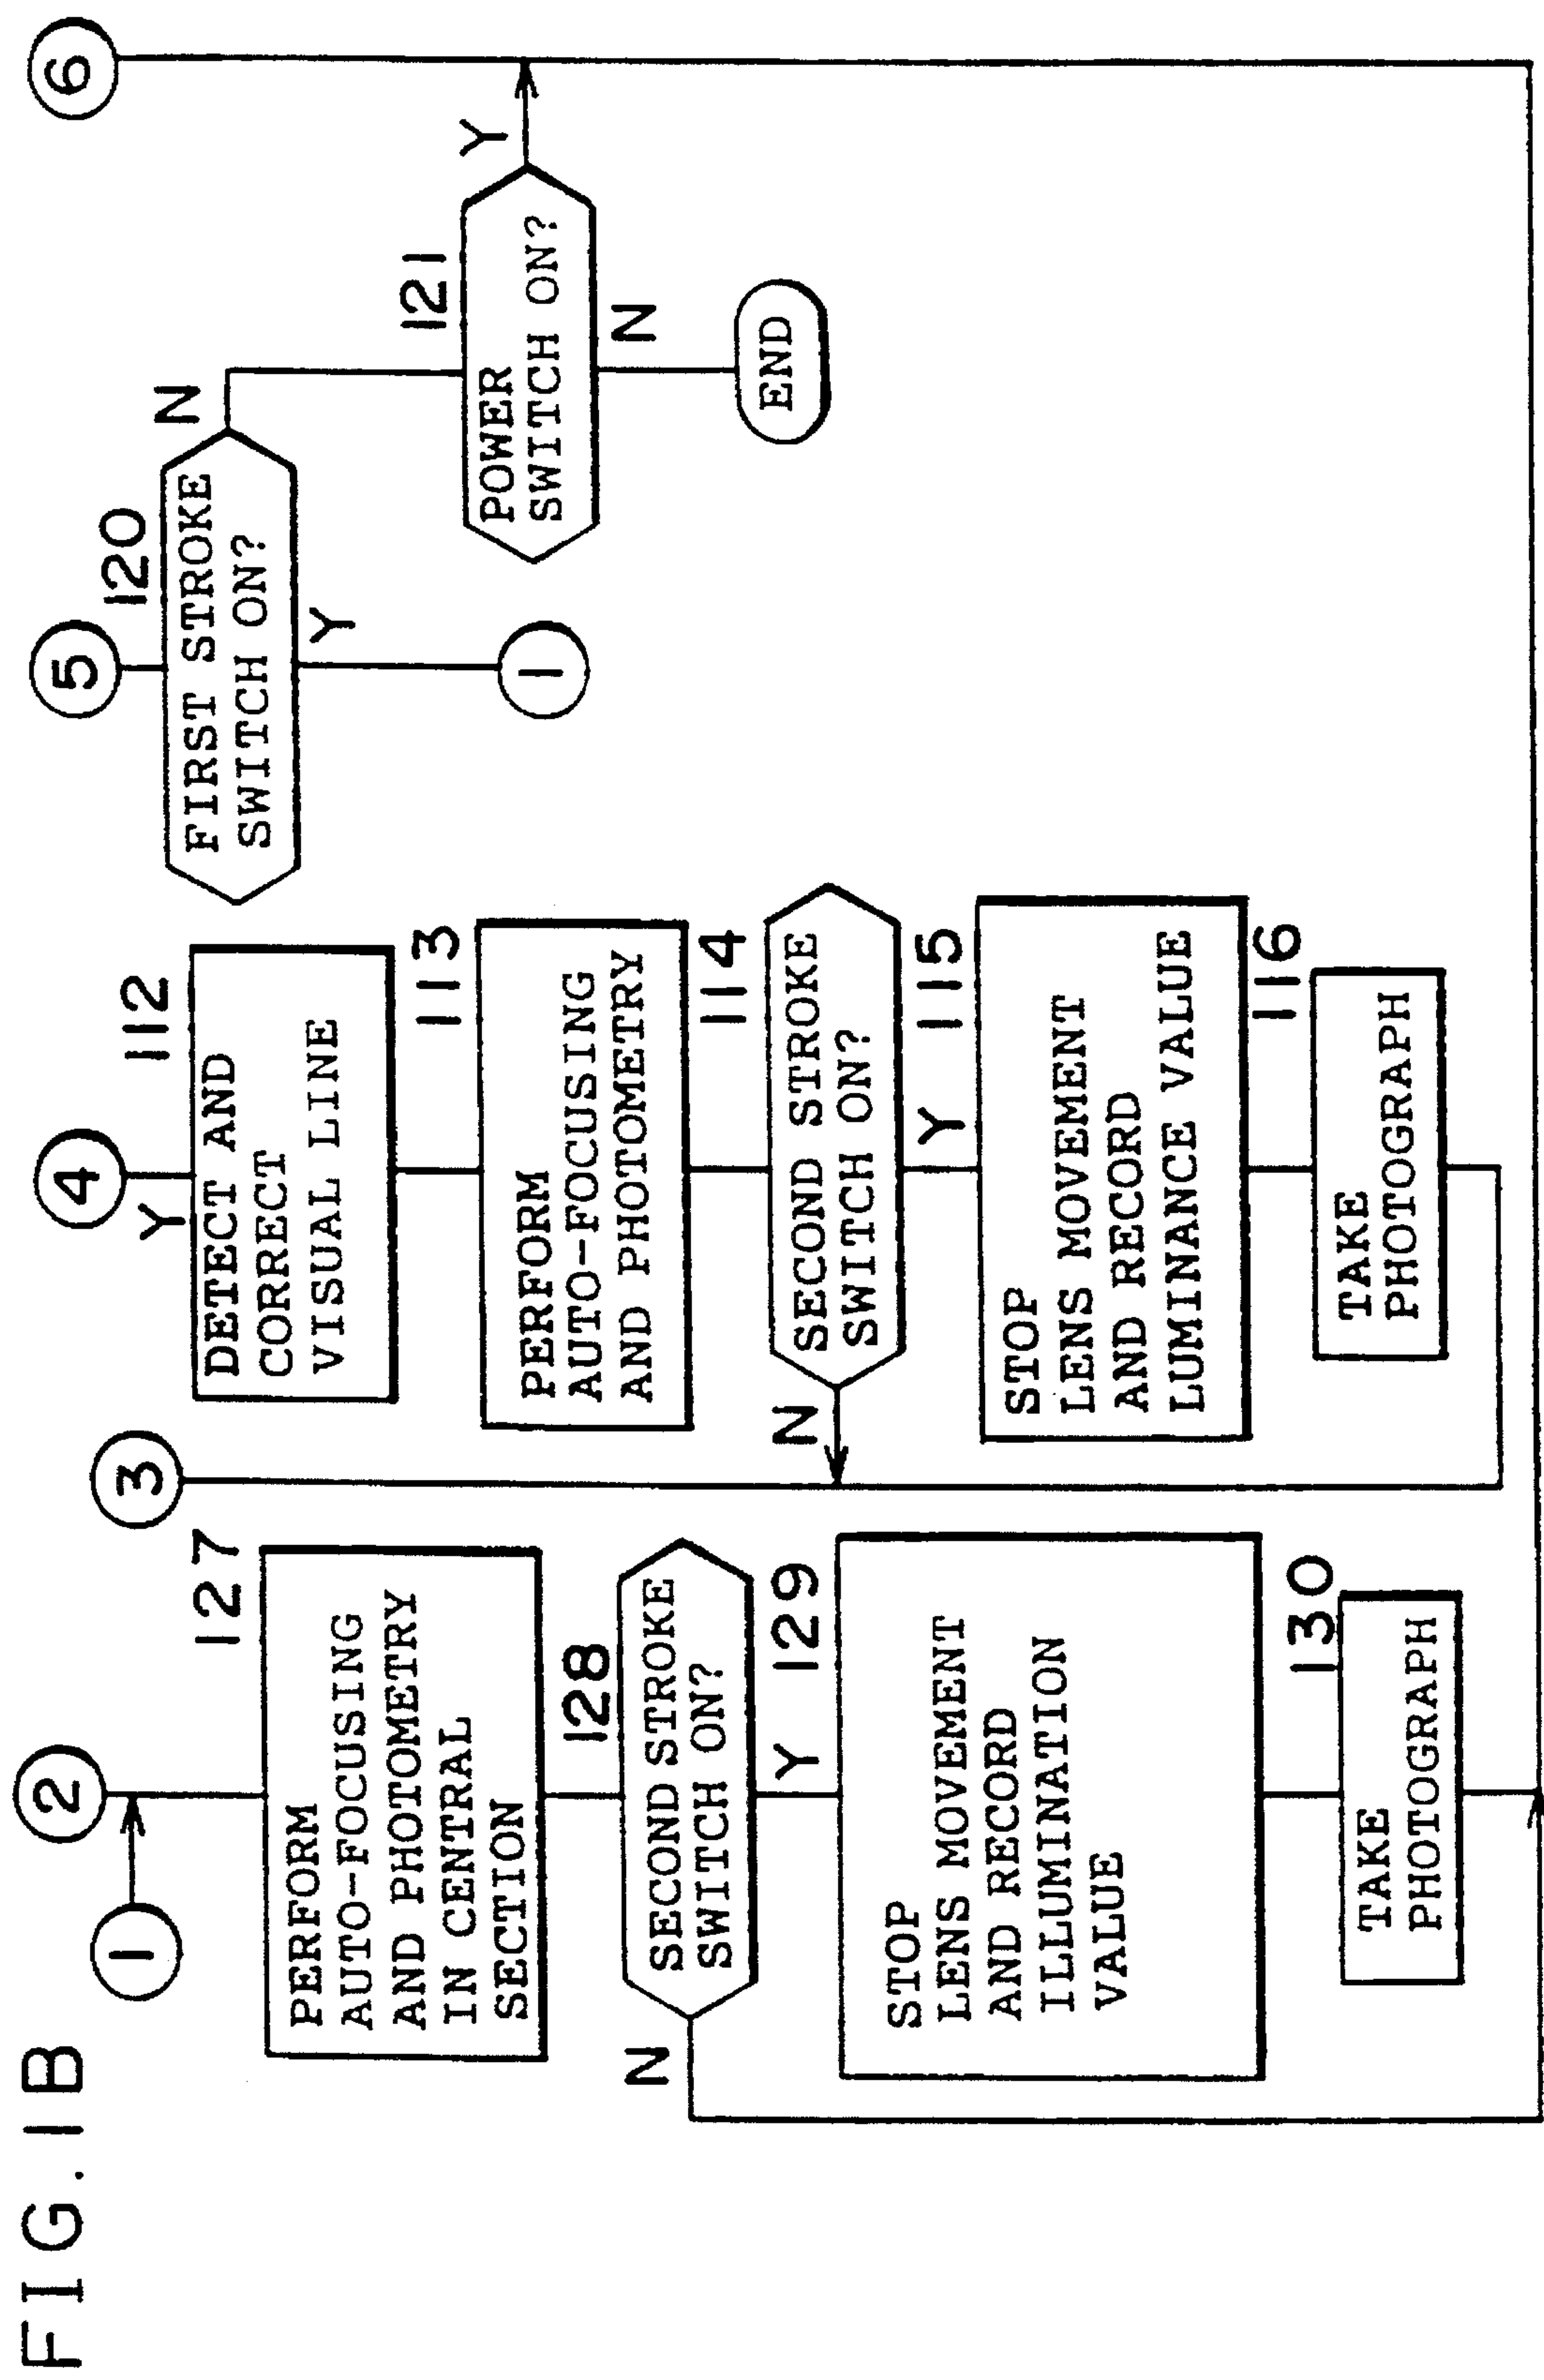 FIG. 1B
1
2
127
PERFORM
AUTO-FOCUSING
AND PHOTOMETRY
IN CENTRAL
SECTION
128
SECOND STROKE
SWITCH ON?
N
Y
129
STOP
LENS MOVEMENT
AND RECORD
ILLUMINATION
VALUE
130
TAKE
PHOTOGRAPH
3
4
Y
112
DETECT AND
CORRECT
VISUAL LINE
113
PERFORM
AUTO-FOCUSING
AND PHOTOMETRY
114
SECOND STROKE
SWITCH ON?
N
Y
115
STOP
LENS MOVEMENT
AND RECORD
LUMINANCE VALUE
116
TAKE
PHOTOGRAPH
5
120
FIRST STROKE
SWITCH ON?
N
Y
1
121
POWER
SWITCH ON?
Y
N
END
6